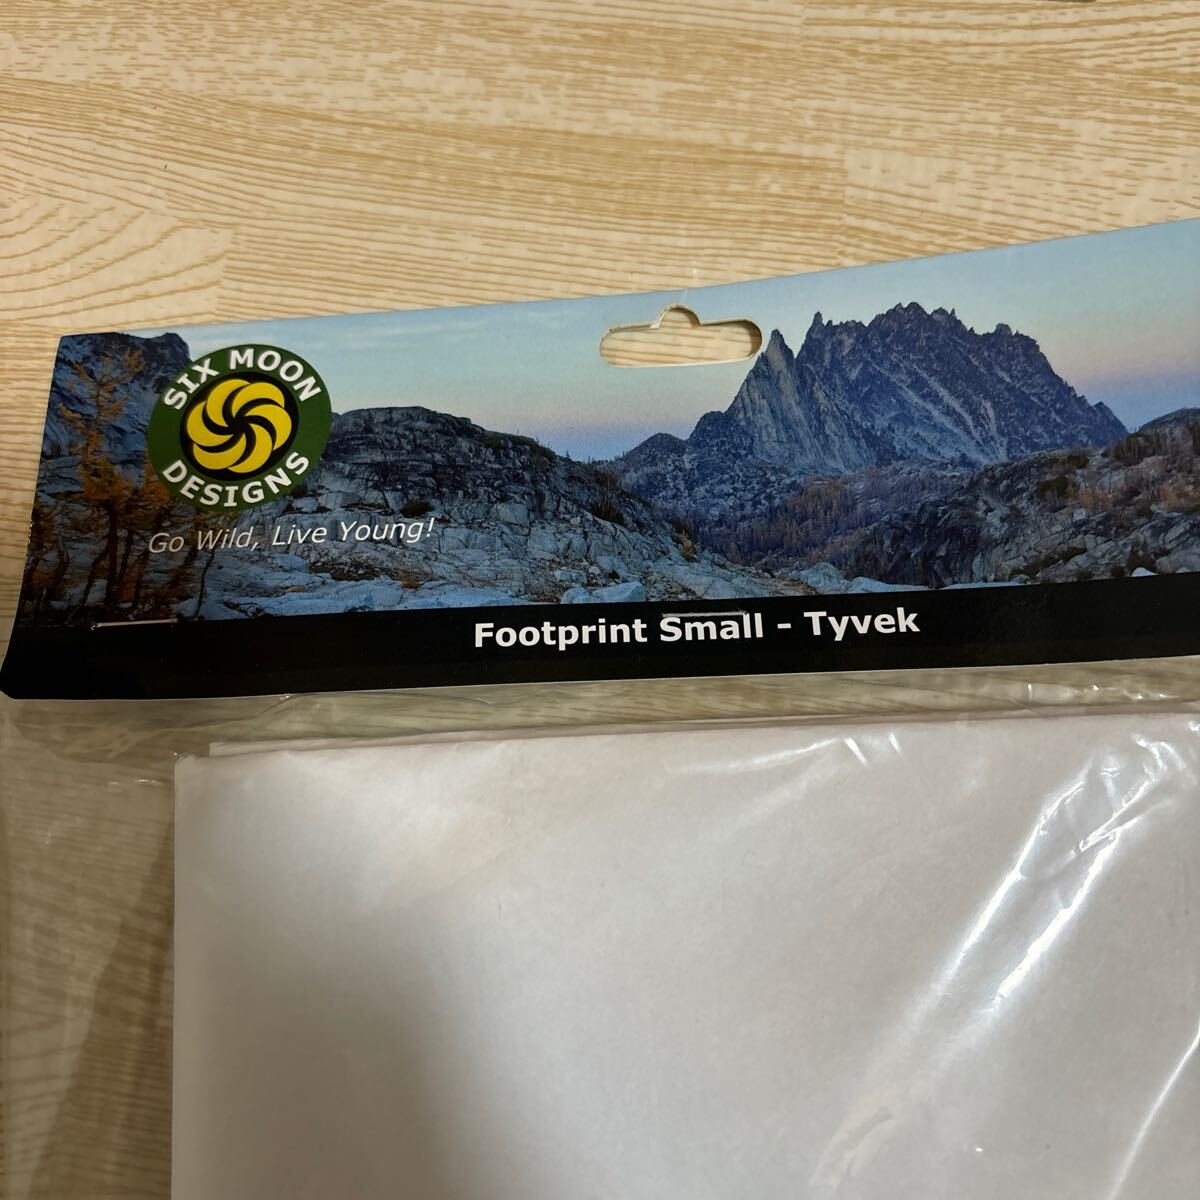 SIX MOON
DESIGNS
Go Wild, Live Young!
Footprint Small - Tyvek